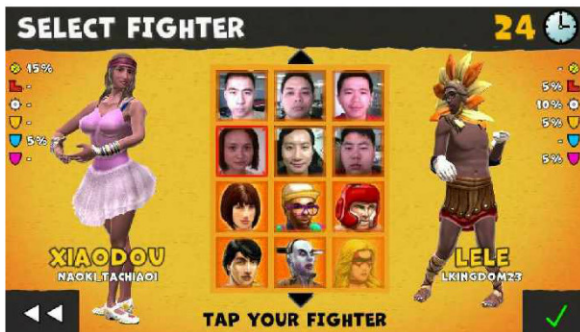 SELECT FIGHTER
24
15%
-
-
-
5%
-
-
5%
10%
5%
-
5%
XIAODOU
NAOKI_TACHIAOI
LELE
LKINGDOM23
TAP YOUR FIGHTER